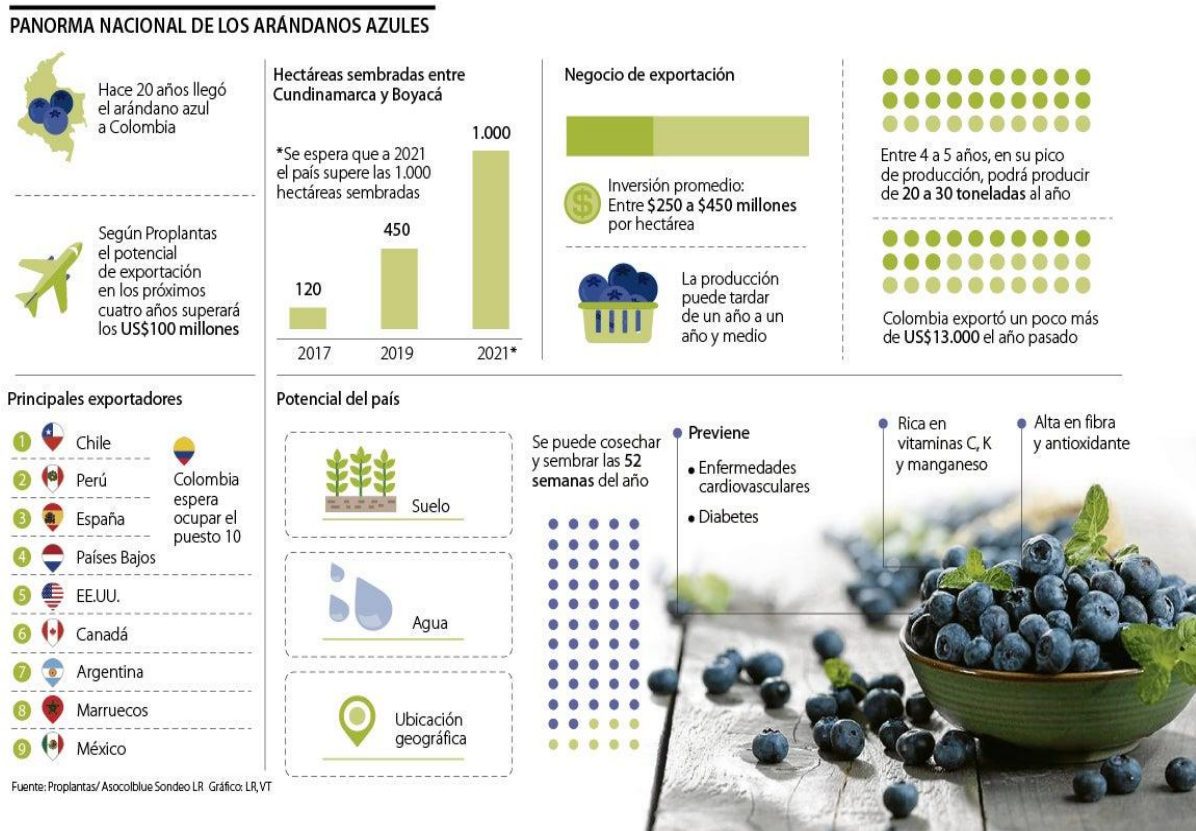 PANORMA NACIONAL DE LOS ARÁNDANOS AZULES
Hace 20 años llegó
el arándano azul
a Colombia
Según Proplantas
el potencial
de exportación
en los próximos
cuatro años superará
los US$100 millones
Hectáreas sembradas entre
Cundinamarca y Boyacá
*Se espera que a 2021
el país supere las 1.000
hectáreas sembradas
120
450
1.000
2017
2019
2021*
Negocio de exportación
Inversión promedio:
Entre $250 a $450 millones
por hectárea
La producción
puede tardar
de un año a un
año y medio
Entre 4 a 5 años, en su pico
de producción, podrá producir
de 20 a 30 toneladas al año
Colombia exportó un poco más
de US$13.000 el año pasado
Principales exportadores
1 Chile
2 Perú
3 España
4 Países Bajos
5 EE.UU.
6 Canadá
7 Argentina
8 Marruecos
9 México
Colombia
espera
ocupar el
puesto 10
Potencial del país
Suelo
Agua
Ubicación
geográfica
Se puede cosechar
y sembrar las 52
semanas del año
Previene
• Enfermedades
cardiovasculares
• Diabetes
Rica en
vitaminas C, K
y manganeso
Alta en fibra
y antioxidante
Fuente: Proplantas/ Asocolblue Sondeo LR Gráfico: LR, VT